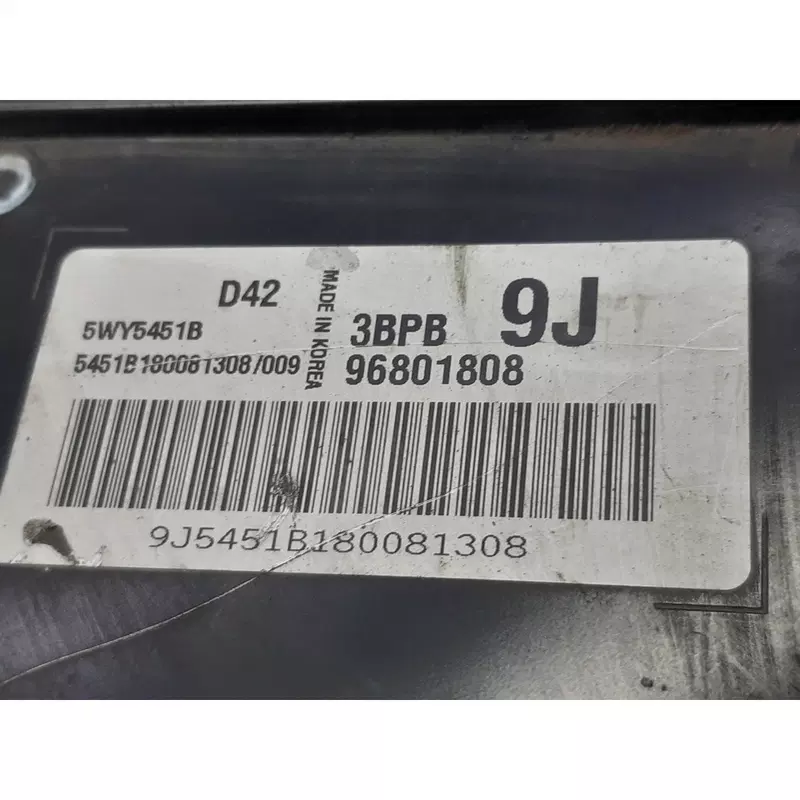 D42
5WY5451B
5451B180081308/009
MADE IN KOREA
3BPB 9J
96801808
9J5451B180081308